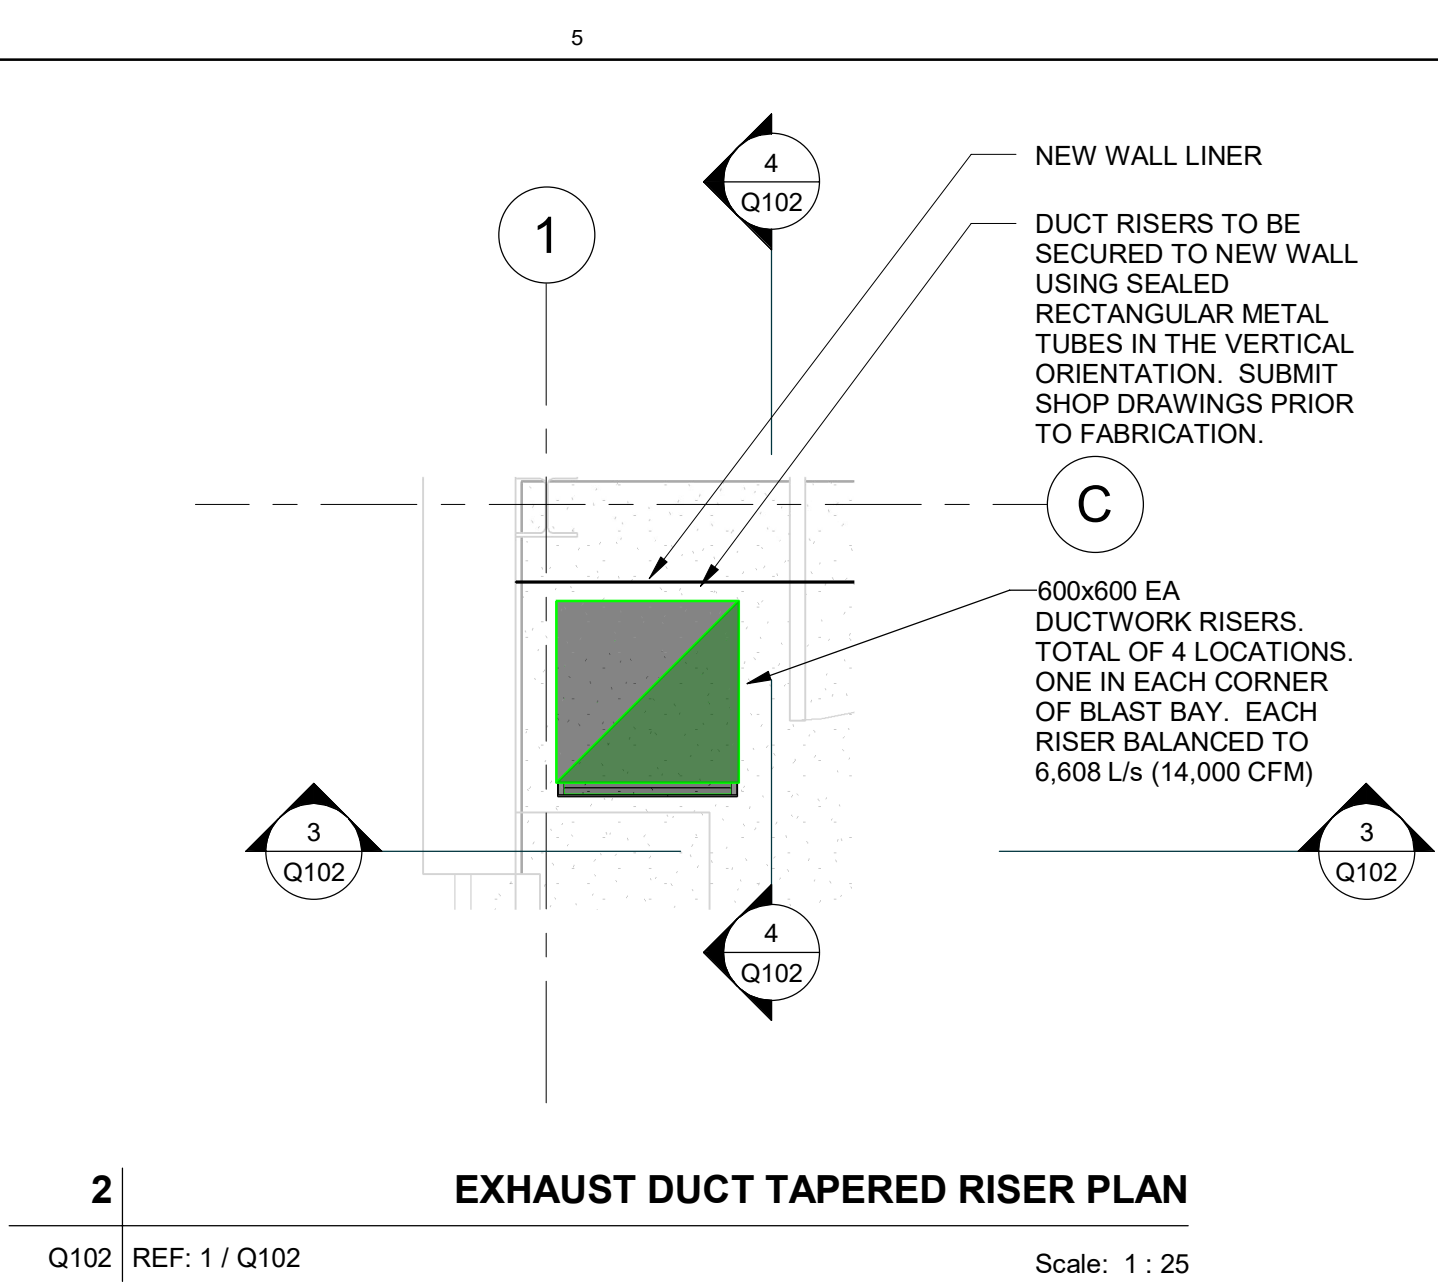 5
4
Q102
NEW WALL LINER
1
DUCT RISERS TO BE
SECURED TO NEW WALL
USING SEALED
RECTANGULAR METAL
TUBES IN THE VERTICAL
ORIENTATION.  SUBMIT
SHOP DRAWINGS PRIOR
TO FABRICATION.
C
600x600 EA
DUCTWORK RISERS.
TOTAL OF 4 LOCATIONS.
ONE IN EACH CORNER
OF BLAST BAY.  EACH
RISER BALANCED TO
6,608 L/s (14,000 CFM)
3
Q102
3
Q102
4
Q102
2
EXHAUST DUCT TAPERED RISER PLAN
Q102
REF: 1 / Q102
Scale:  1 : 25